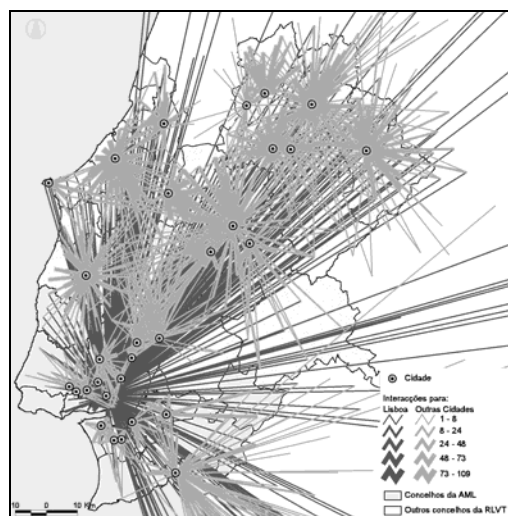 Cidade
Interacções para:
Lisboa Outras Cidades
1 - 8
8 - 24
24 - 48
48 - 73
73 - 109
Concelhos da AML
Outros concelhos da RLVT
10 0 10 Km